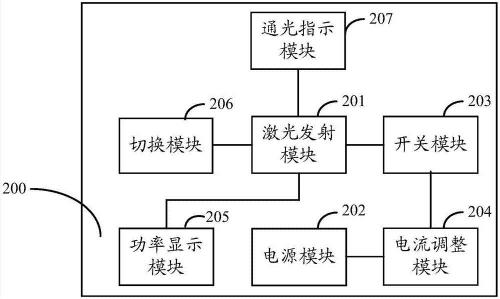 通光指示
模块
207
206
201
203
切换模块
激光发射
模块
开关模块
200
205
202
204
功率显示
模块
电源模块
电流调整
模块